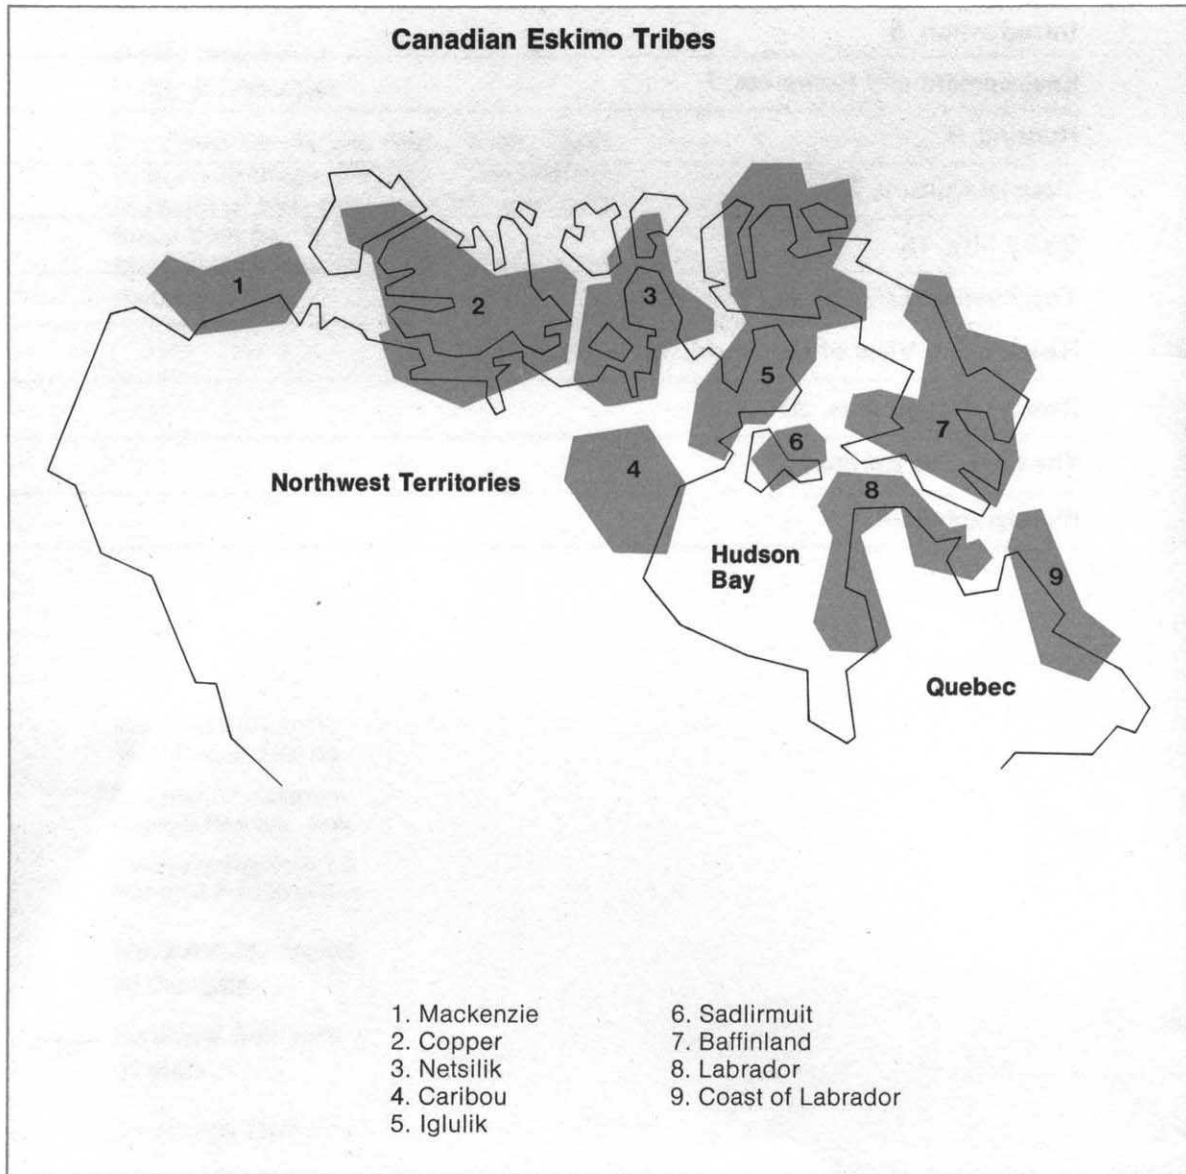 Canadian Eskimo Tribes
1
2
3
4
5
6
7
8
9
Northwest Territories
Hudson
Bay
Quebec
1. Mackenzie
2. Copper
3. Netsilik
4. Caribou
5. Iglulik
6. Sadlirmuit
7. Baffinland
8. Labrador
9. Coast of Labrador